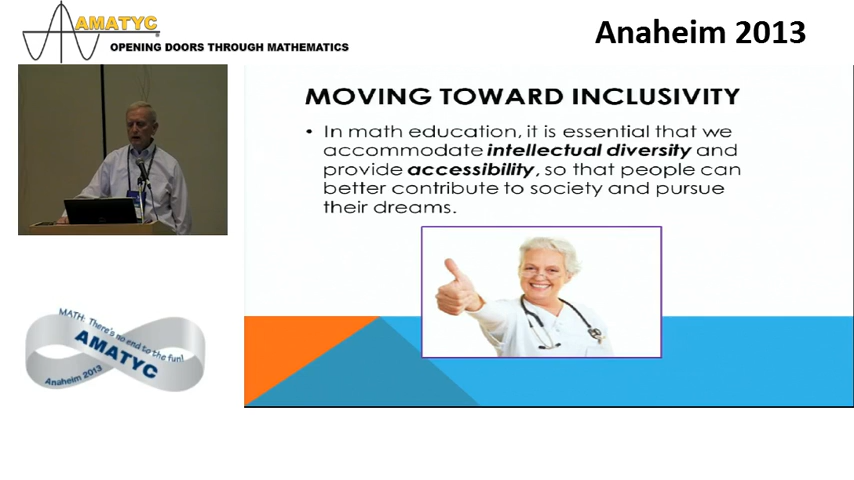 AMATYC
OPENING DOORS THROUGH MATHEMATICS
Anaheim 2013
MOVING TOWARD INCLUSIVITY
• In math education, it is essential that we
accommodate intellectual diversity and
provide accessibility, so that people can
better contribute to society and pursue
their dreams.
MATH: There's no end to the fun!
AMATYC
Anaheim 2013